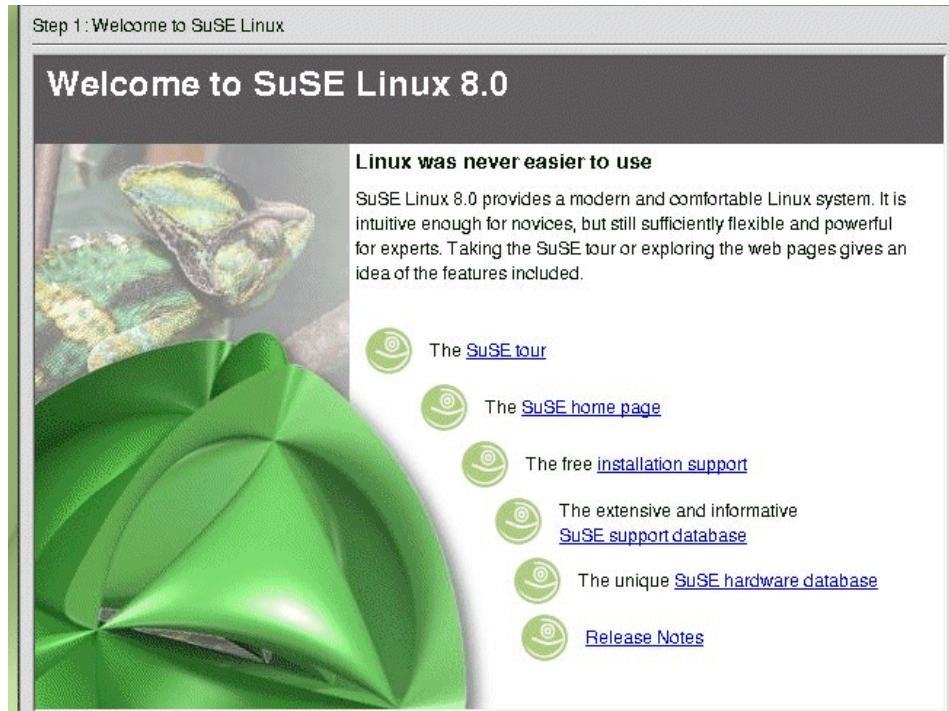 Step 1: Welcome to SuSE Linux
Welcome to SuSE Linux 8.0
Linux was never easier to use
SuSE Linux 8.0 provides a modern and comfortable Linux system. It is
intuitive enough for novices, but still sufficiently flexible and powerful
for experts. Taking the SuSE tour or exploring the web pages gives an
idea of the features included.
The SuSE tour
The SuSE home page
The free installation support
The extensive and informative
SuSE support database
The unique SuSE hardware database
Release Notes